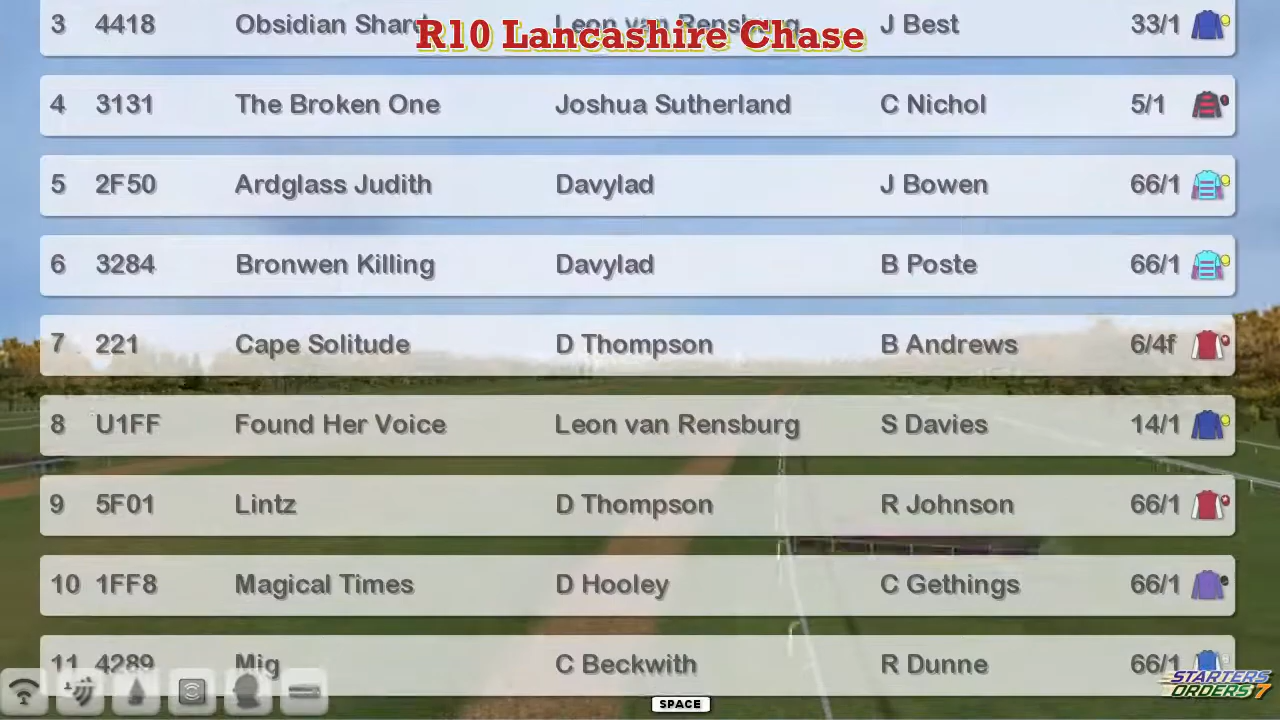 3 4418 Obsidian Shard Leon van Rensburg J Best 33/1
R10 Lancashire Chase
4 3131 The Broken One Joshua Sutherland C Nichol 5/1
5 2F50 Ardglass Judith Davylad J Bowen 66/1
6 3284 Bronwen Killing Davylad B Poste 66/1
7 221 Cape Solitude D Thompson B Andrews 6/4f
8 U1FF Found Her Voice Leon van Rensburg S Davies 14/1
9 5F01 Lintz D Thompson R Johnson 66/1
10 1FF8 Magical Times D Hooley C Gethings 66/1
11 4289 Mig C Beckwith R Dunne 66/1
STARTERS
ORDERS 7
SPACE